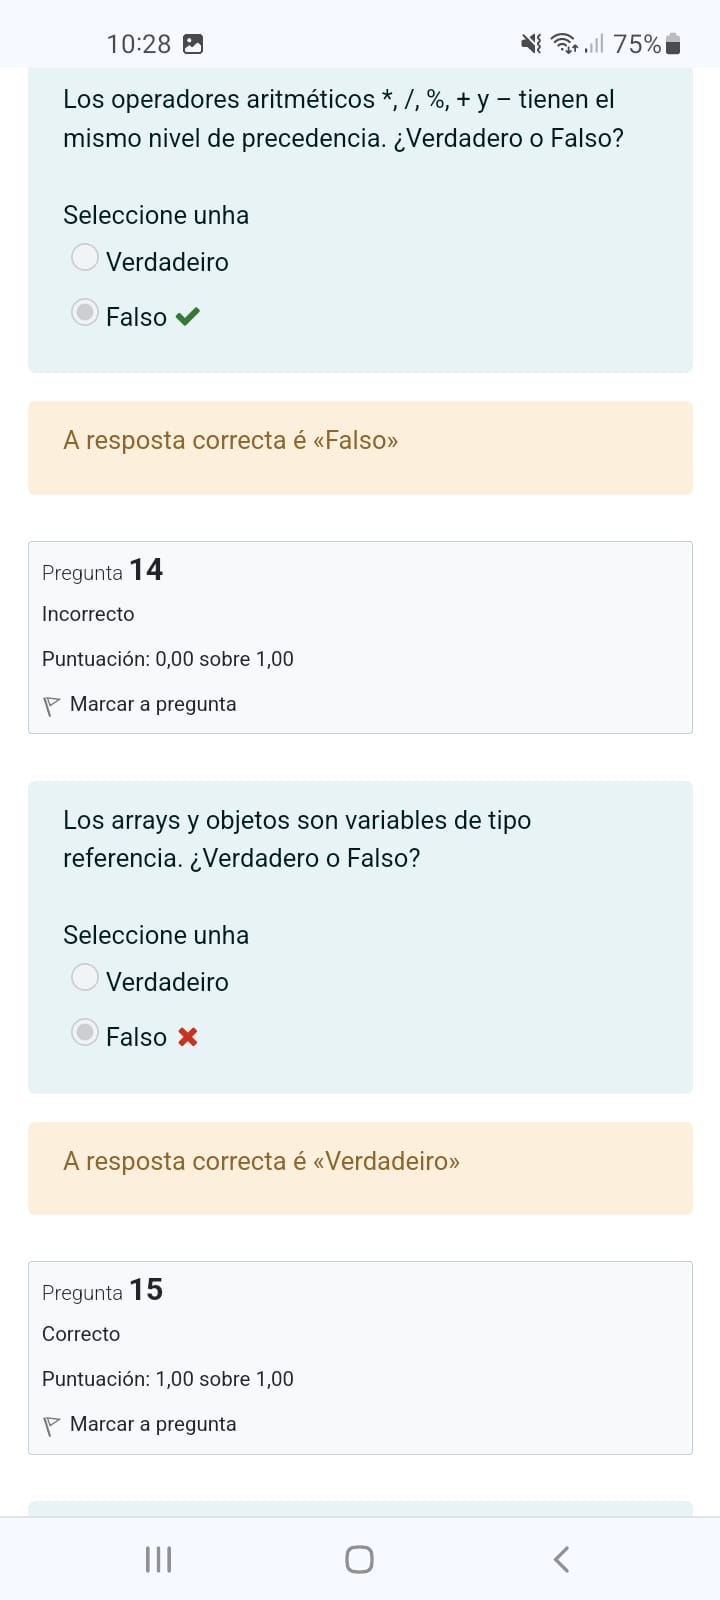 10:28
75%
Los operadores aritméticos *, /, %, + y – tienen el
mismo nivel de precedencia. ¿Verdadero o Falso?
Seleccione unha
Verdadeiro
Falso
A resposta correcta é «Falso»
Pregunta 14
Incorrecto
Puntuación: 0,00 sobre 1,00
Marcar a pregunta
Los arrays y objetos son variables de tipo
referencia. ¿Verdadero o Falso?
Seleccione unha
Verdadeiro
Falso
A resposta correcta é «Verdadeiro»
Pregunta 15
Correcto
Puntuación: 1,00 sobre 1,00
Marcar a pregunta